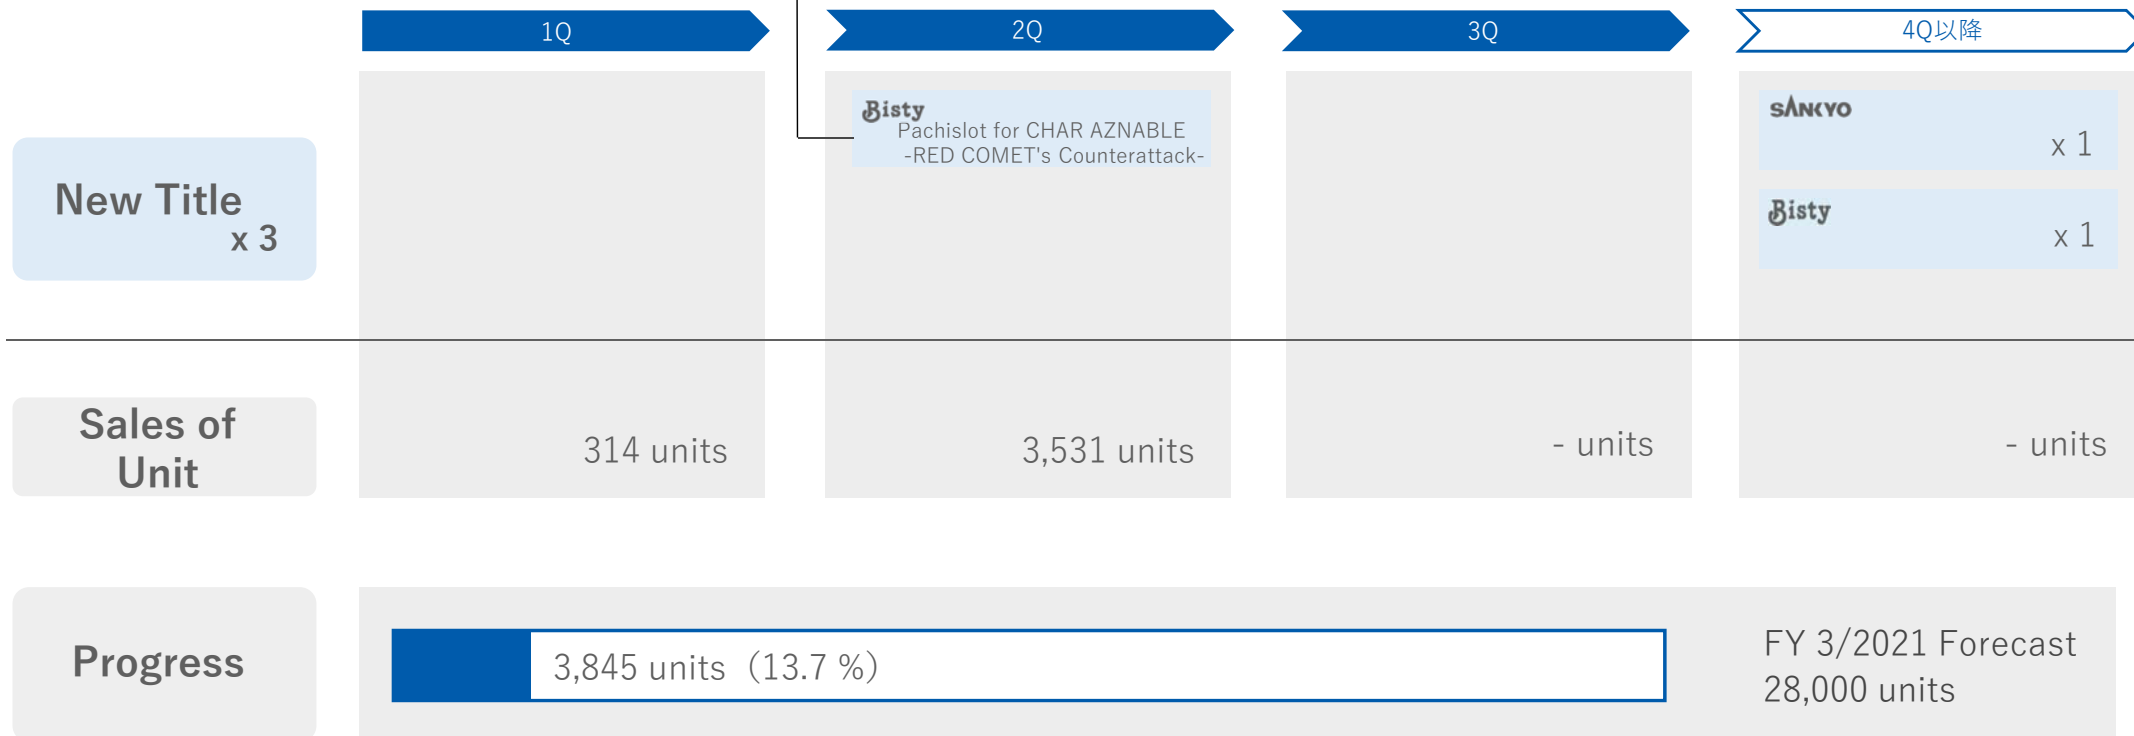 1Q
2Q
3Q
4Q以降
New Title
x 3
Bisty
Pachislot for CHAR AZNABLE
-RED COMET's Counterattack-
SANKYO
x 1
Bisty
x 1
Sales of
Unit
314 units
3,531 units
- units
- units
Progress
3,845 units (13.7 %)
FY 3/2021 Forecast
28,000 units